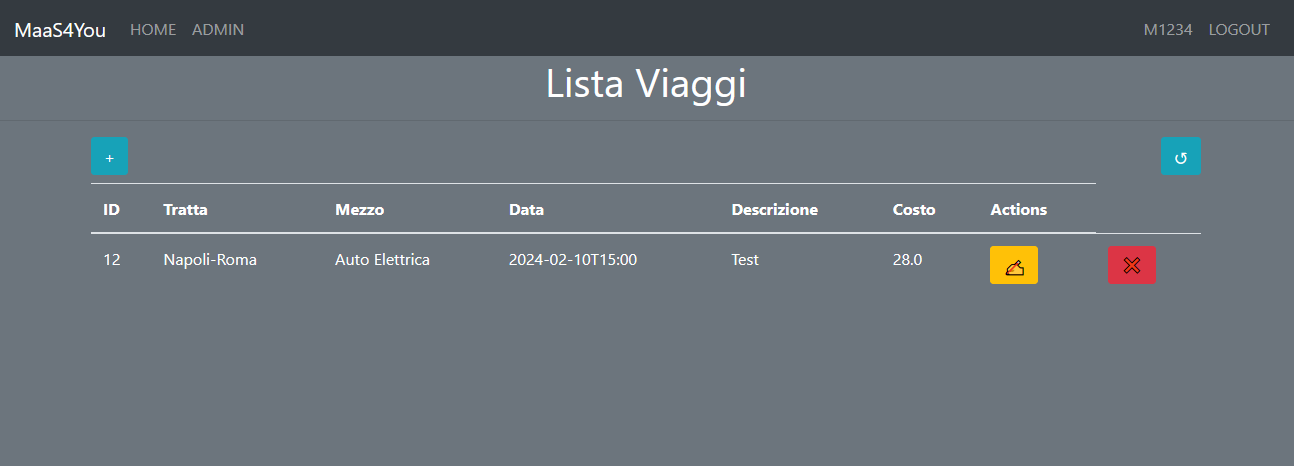 MaaS4You HOME ADMIN M1234 LOGOUT
Lista Viaggi
+ ↺
ID Tratta Mezzo Data Descrizione Costo Actions
12 Napoli-Roma Auto Elettrica 2024-02-10T15:00 Test 28.0